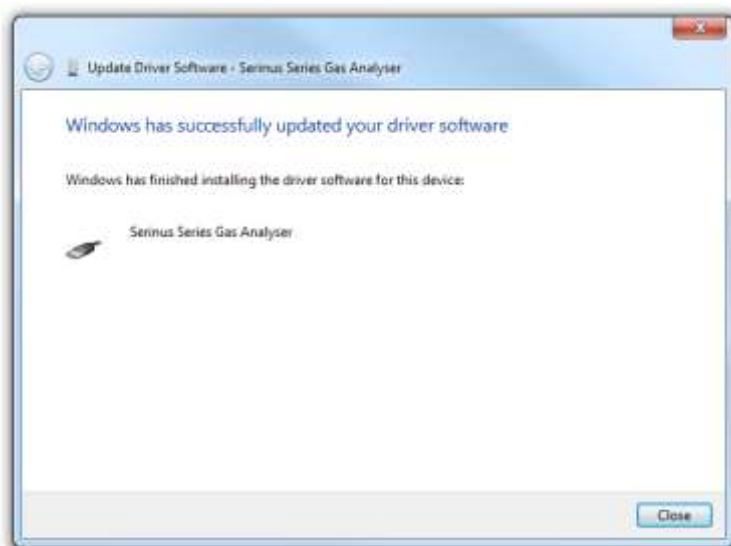 Update Driver Software - Serinus Series Gas Analyser
Windows has successfully updated your driver software
Windows has finished installing the driver software for this device:
Serinus Series Gas Analyser
Close